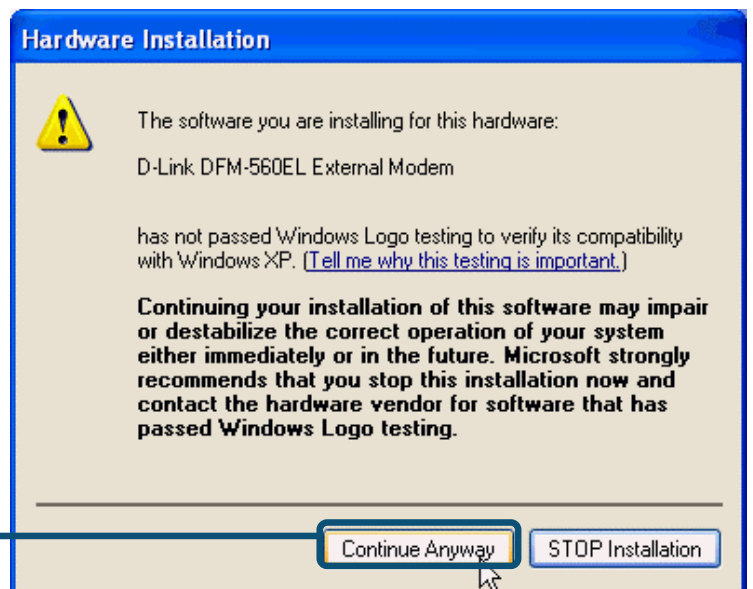 Hardware Installation
The software you are installing for this hardware:
D-Link DFM-560EL External Modem
has not passed Windows Logo testing to verify its compatibility
with Windows XP. (Tell me why this testing is important.)
Continuing your installation of this software may impair
or destabilize the correct operation of your system
either immediately or in the future. Microsoft strongly
recommends that you stop this installation now and
contact the hardware vendor for software that has
passed Windows Logo testing.
Continue Anyway
STOP Installation